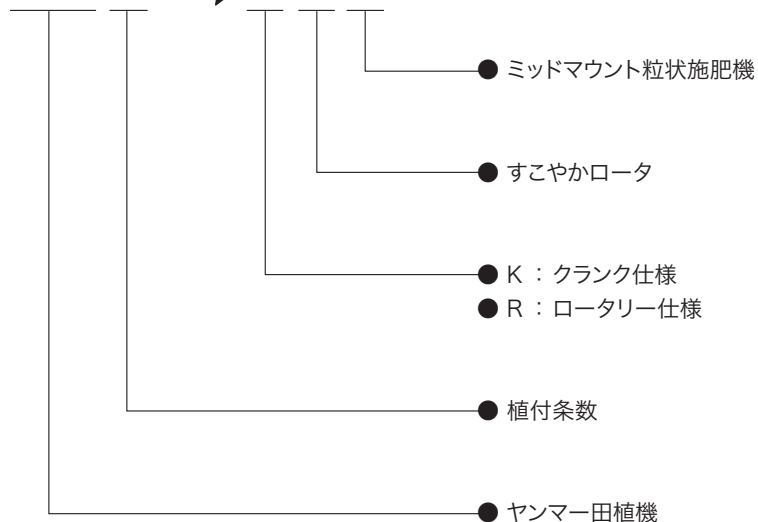 ● ミッドマウント粒状施肥機
● すこやかロータ
● K : クランク仕様
● R : ロータリー仕様
● 植付条数
● ヤンマー田植機